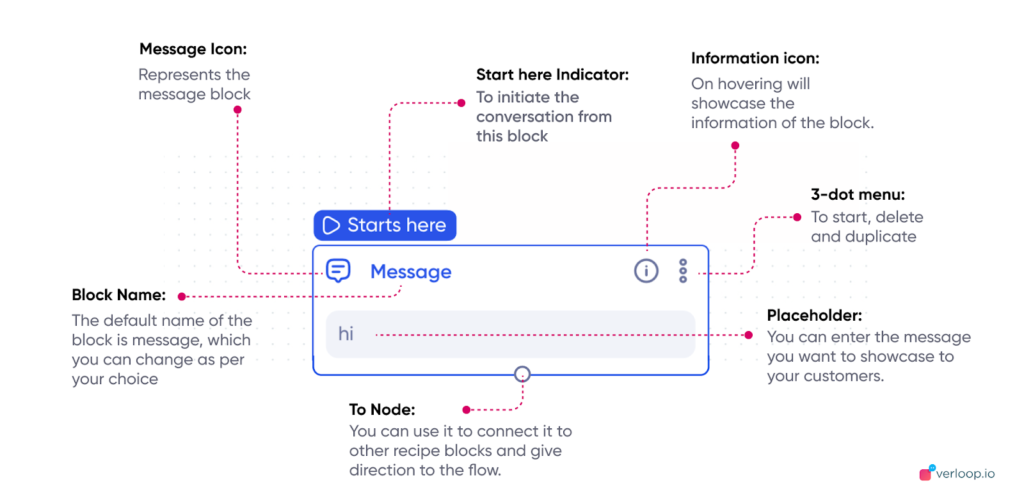 Message Icon:
Represents the
message block
Start here Indicator:
To initiate the
conversation from
this block
Information icon:
On hovering will
showcase the
information of the block.
3-dot menu:
To start, delete
and duplicate
Starts here
Message
Block Name:
The default name of the
block is message, which
you can change as per
your choice
hi
Placeholder:
You can enter the message
you want to showcase to
your customers.
To Node:
You can use it to connect it to
other recipe blocks and give
direction to the flow.
verloop.io